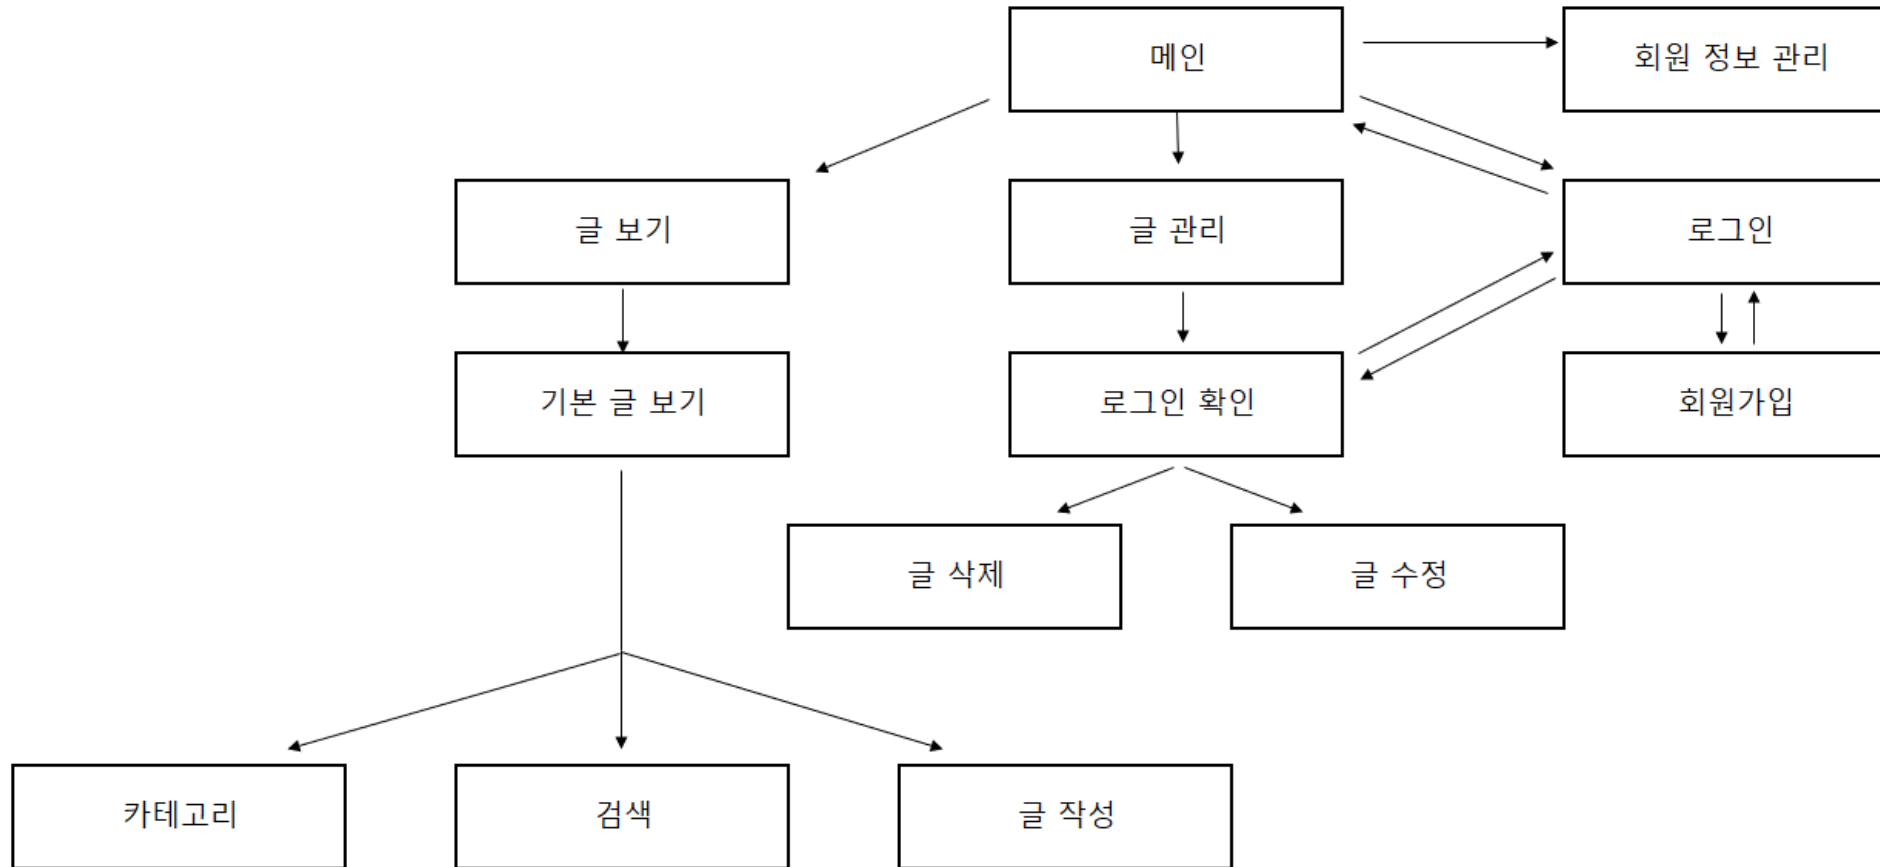 메인
회원 정보 관리
글 보기
글 관리
로그인
기본 글 보기
로그인 확인
회원가입
글 삭제
글 수정
카테고리
검색
글 작성